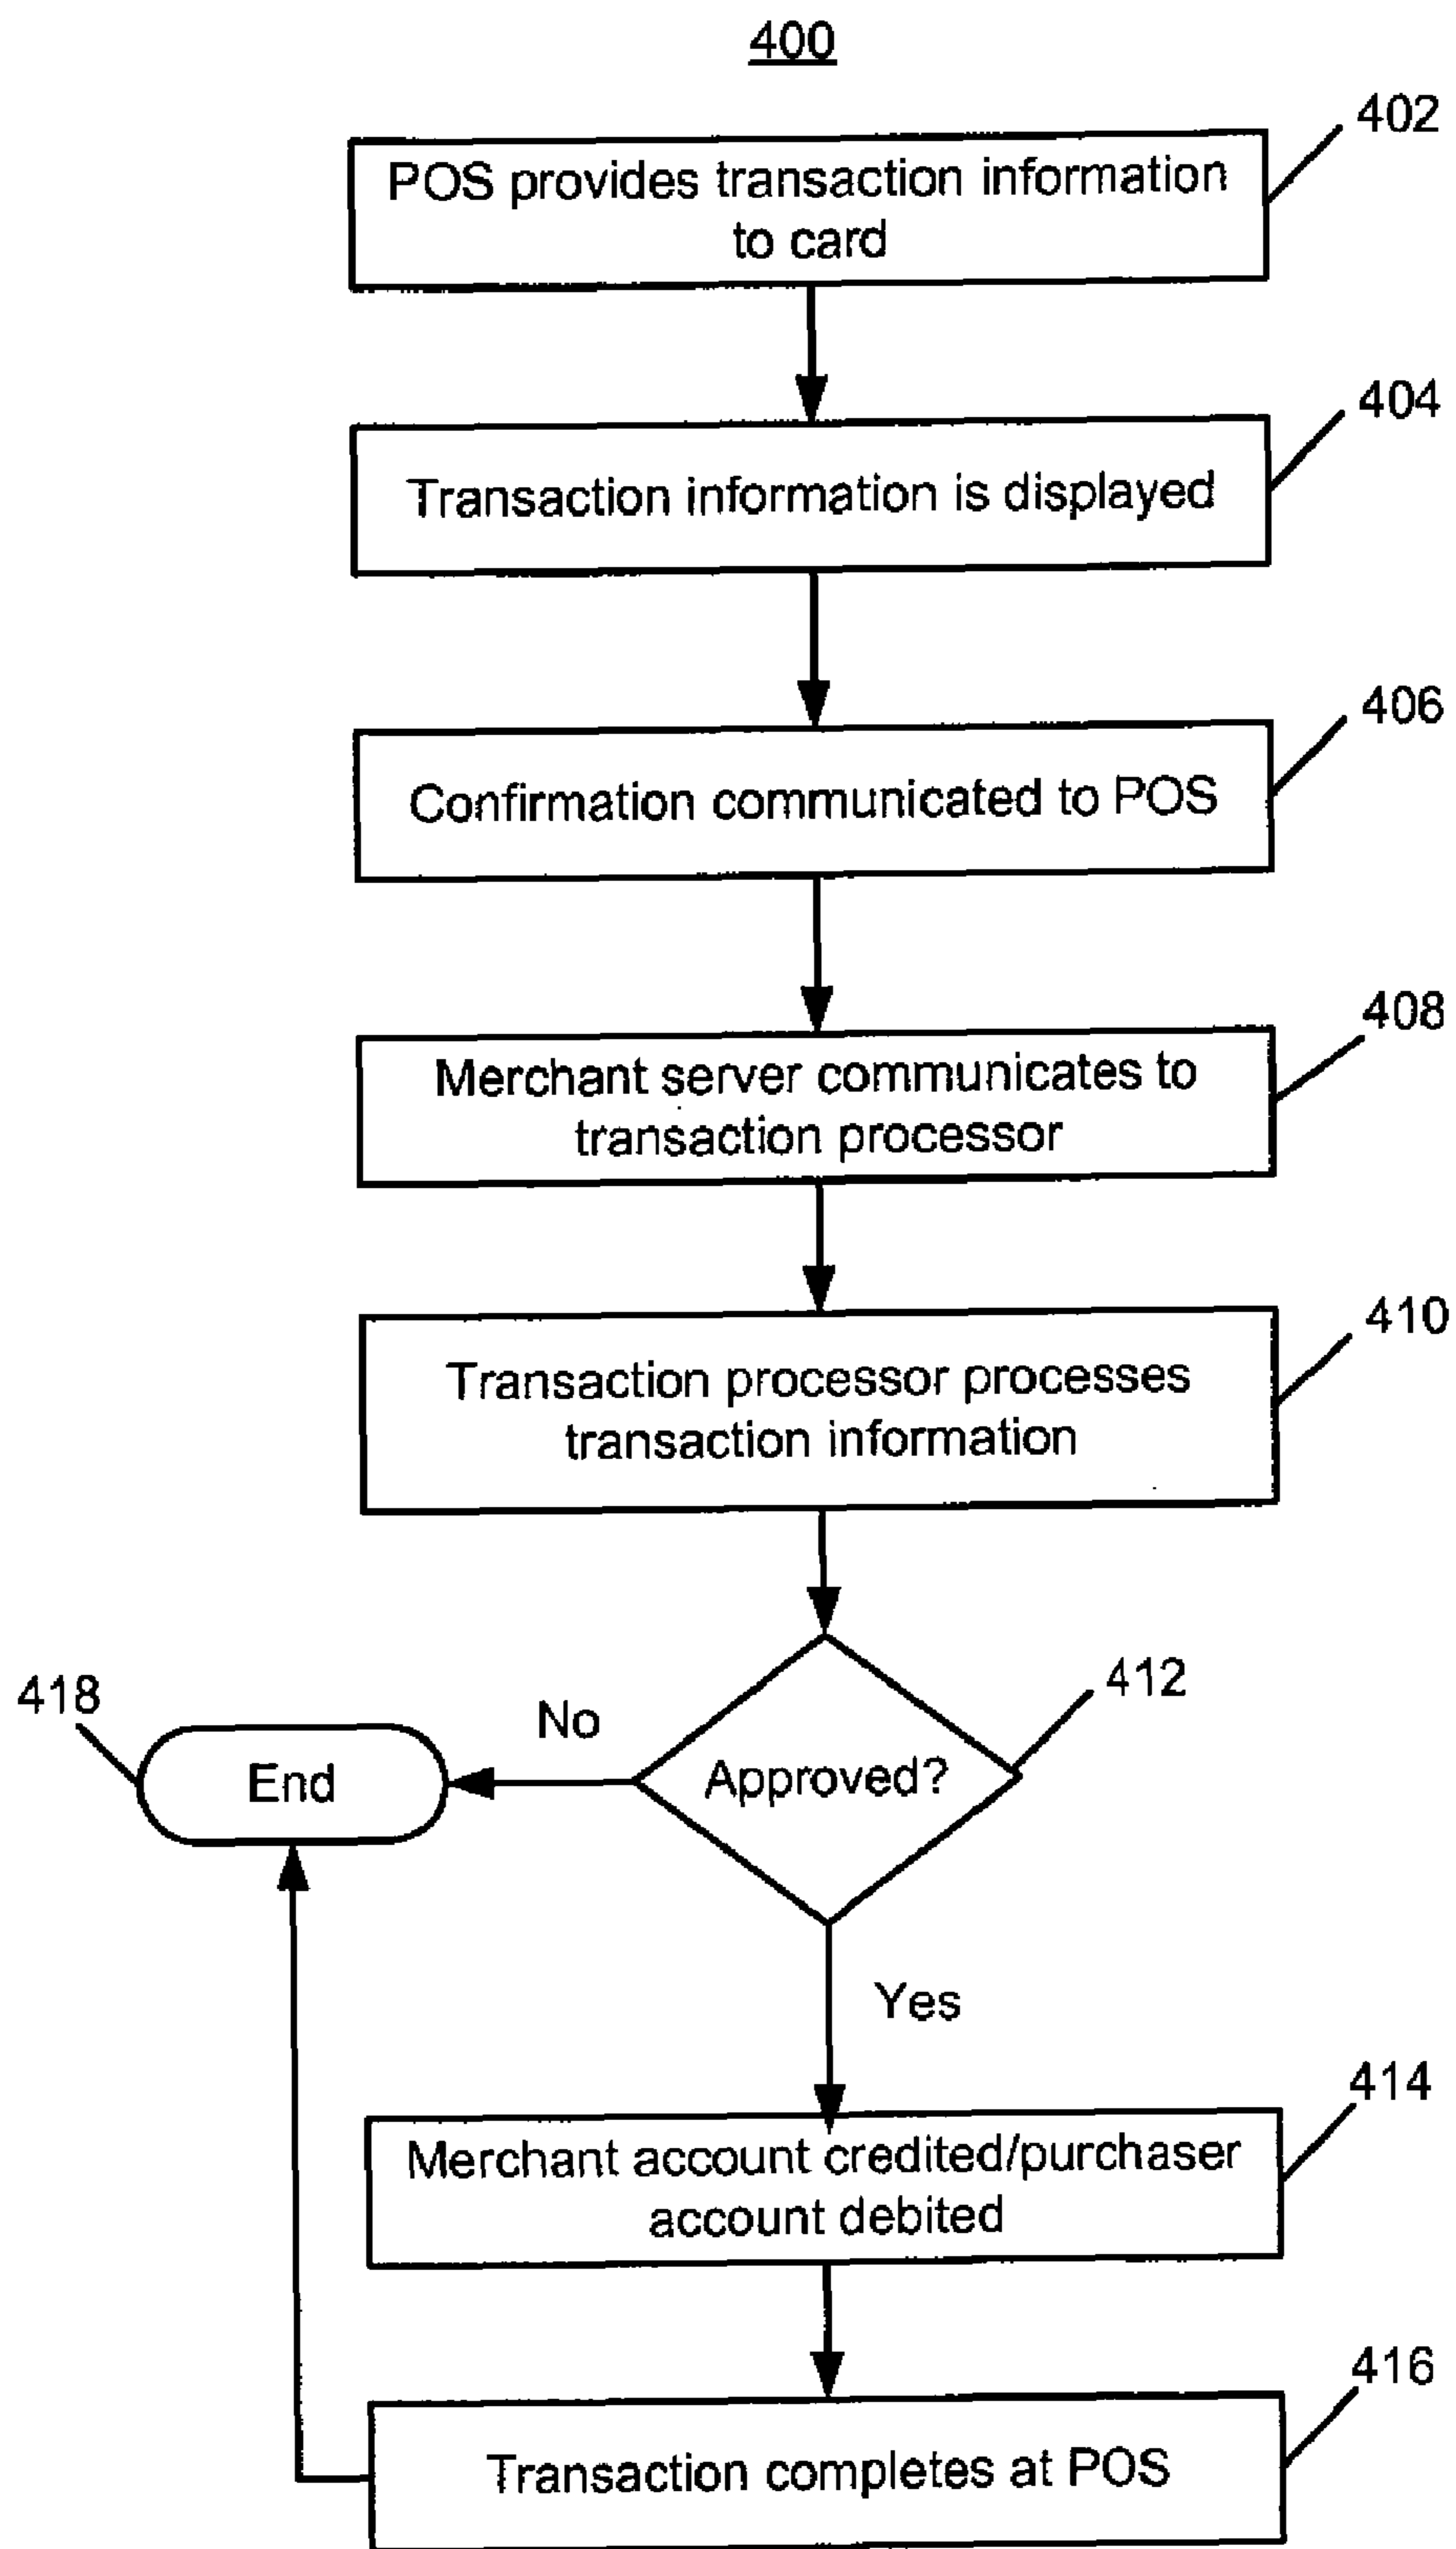 400
402
POS provides transaction information
to card
404
Transaction information is displayed
406
Confirmation communicated to POS
408
Merchant server communicates to
transaction processor
410
Transaction processor processes
transaction information
412
Approved?
No
418
End
Yes
414
Merchant account credited/purchaser
account debited
416
Transaction completes at POS